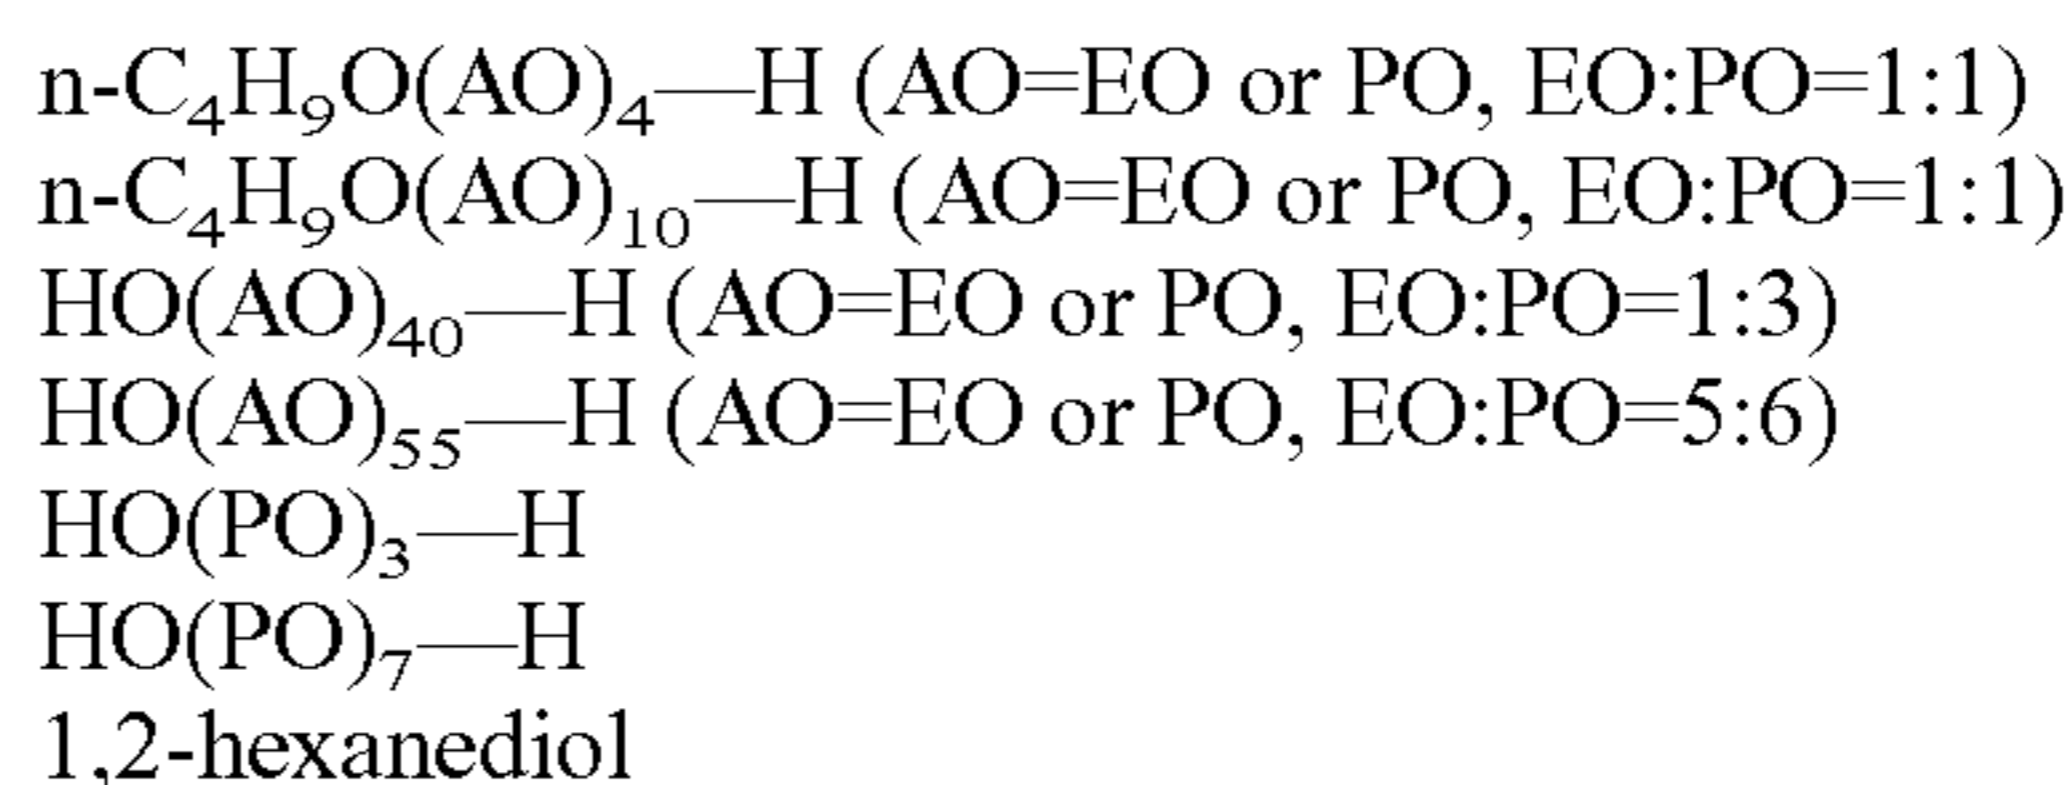 n-C₄H₉O(AO)₄—H (AO=EO or PO, EO:PO=1:1)
n-C₄H₉O(AO)₁₀—H (AO=EO or PO, EO:PO=1:1)
HO(AO)₄₀—H (AO=EO or PO, EO:PO=1:3)
HO(AO)₅₅—H (AO=EO or PO, EO:PO=5:6)
HO(PO)₃—H
HO(PO)₇—H
1,2-hexanediol